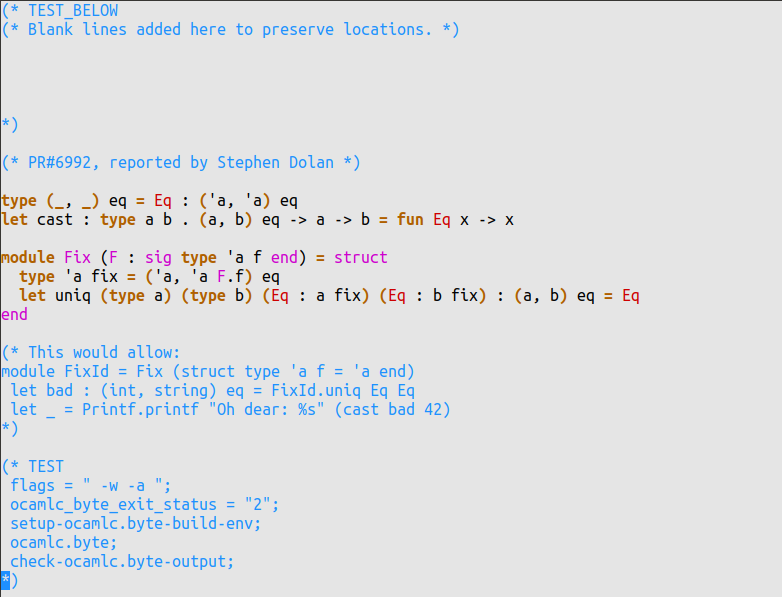 (* TEST_BELOW
(* Blank lines added here to preserve locations. *)
*)
(* PR#6992, reported by Stephen Dolan *)
type (_, _) eq = Eq : ('a, 'a) eq
let cast : type a b . (a, b) eq -> a -> b = fun Eq x -> x
module Fix (F : sig type 'a f end) = struct
  type 'a fix = ('a, 'a F.f) eq
  let uniq (type a) (type b) (Eq : a fix) (Eq : b fix) : (a, b) eq = Eq
end
(* This would allow:
module FixId = Fix (struct type 'a f = 'a end)
 let bad : (int, string) eq = FixId.uniq Eq Eq
 let _ = Printf.printf "Oh dear: %s" (cast bad 42)
*)
(* TEST
 flags = " -w -a ";
 ocamlc_byte_exit_status = "2";
 setup-ocamlc.byte-build-env;
 ocamlc.byte;
 check-ocamlc.byte-output;
*)